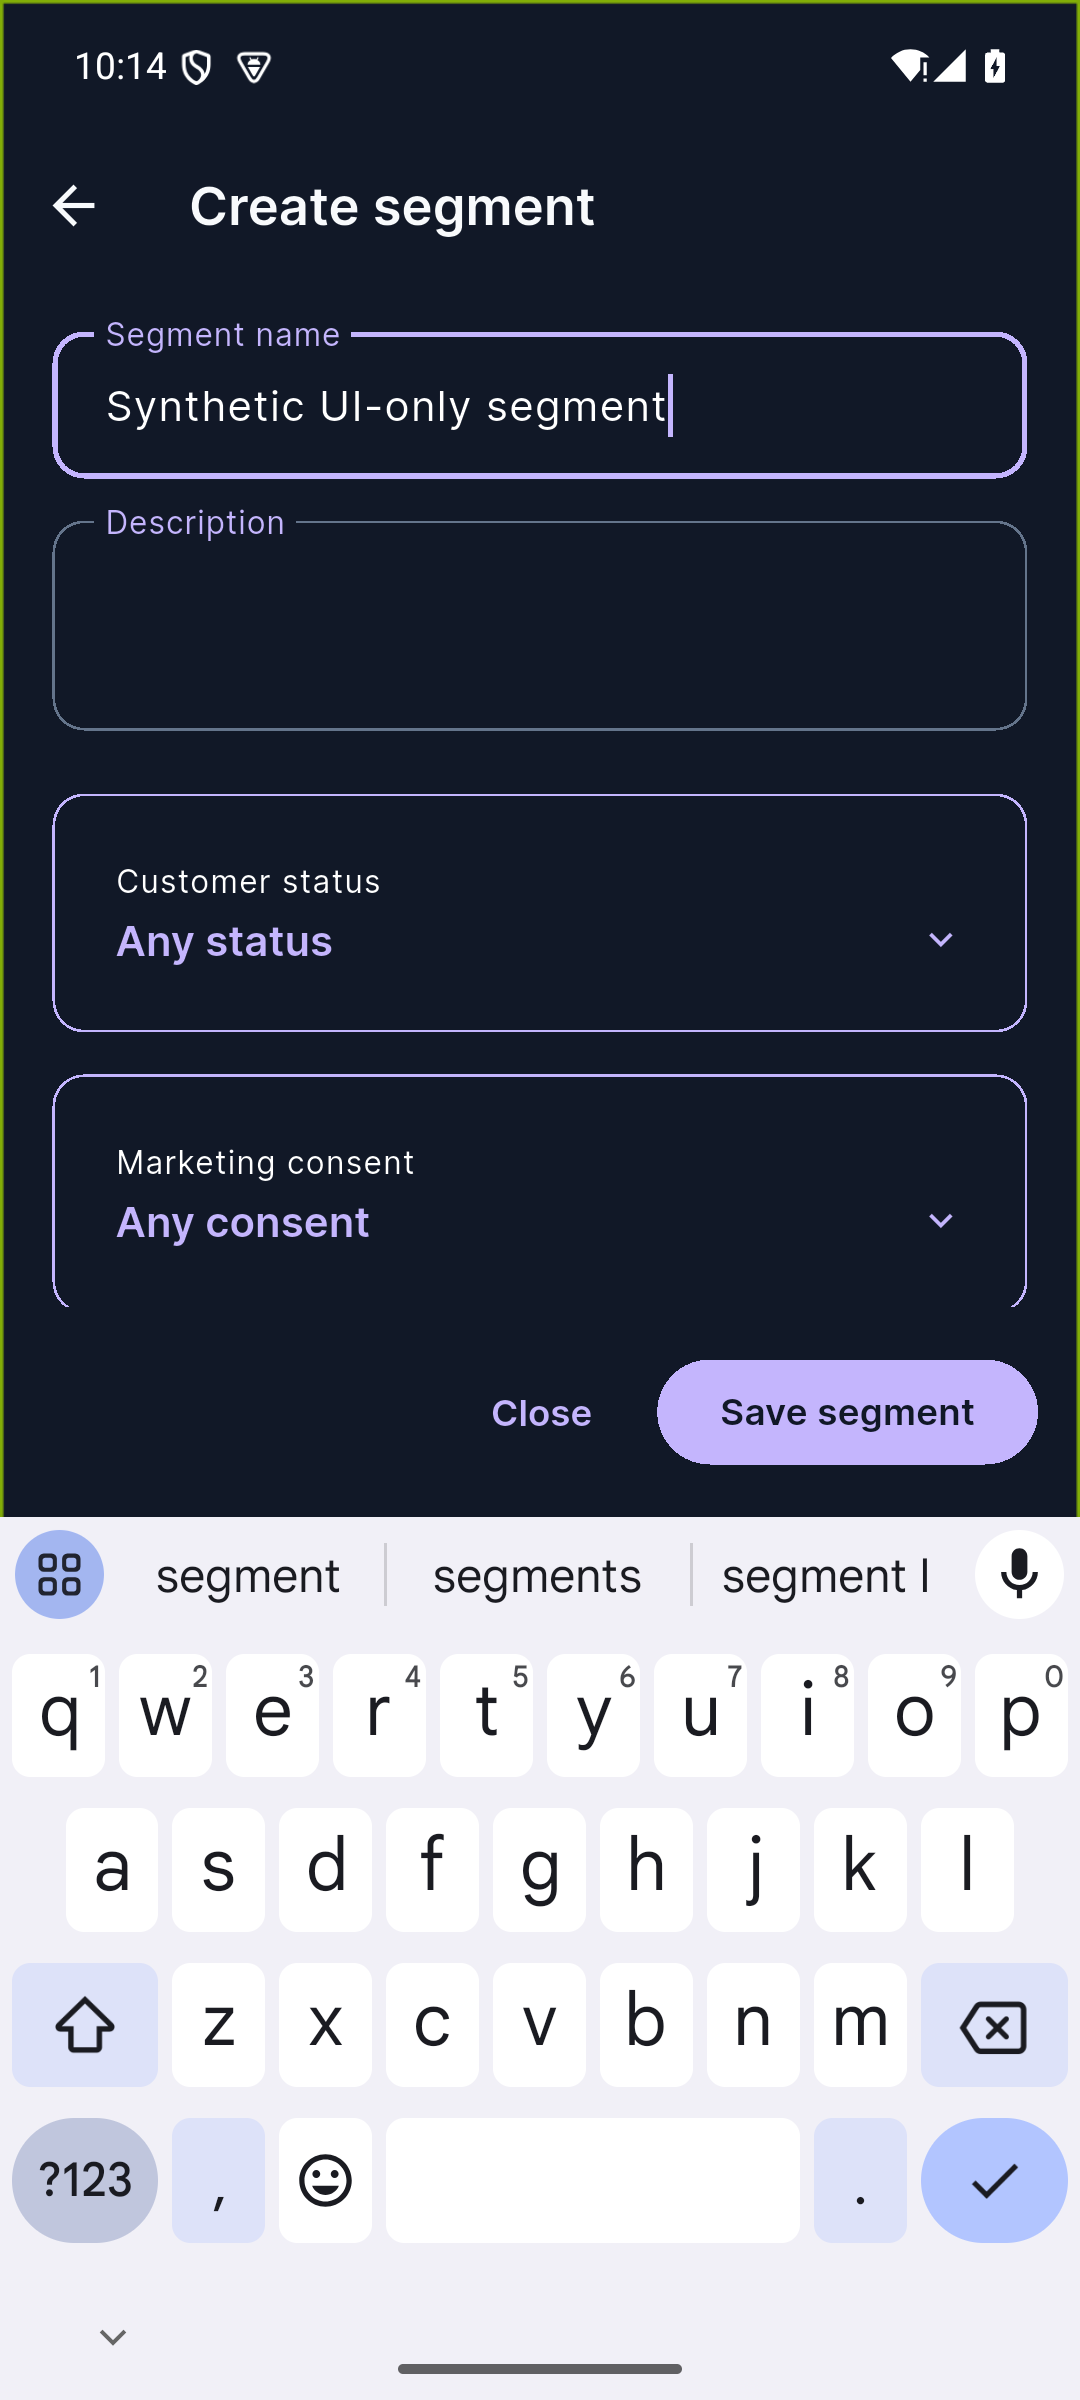 10:14
Create segment
Segment name
Synthetic UI-only segment
Description
Customer status
Any status
Marketing consent
Any consent
Close
Save segment
segment
segments
segment I
q 1 w 2 e 3 r 4 t 5 y 6 u 7 i 8 o 9 p 0
a s d f g h j k l
z x c v b n m
?123 , .